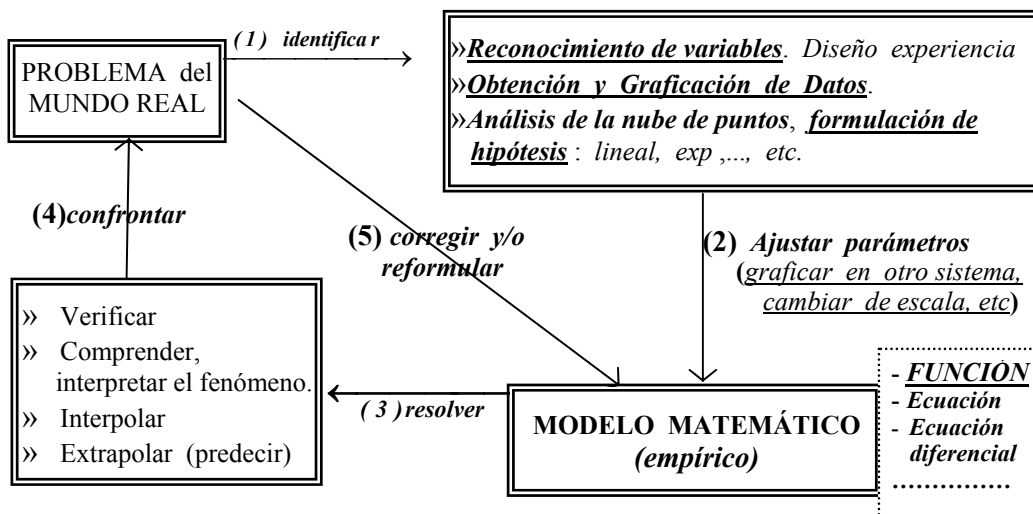 (1) identificar
PROBLEMA del
MUNDO REAL
»Reconocimiento de variables. Diseño experiencia
»Obtención y Graficación de Datos.
»Análisis de la nube de puntos, formulación de
hipótesis : lineal, exp ,..., etc.
(4)confrontar
(5) corregir y/o
reformular
(2) Ajustar parámetros
(graficar en otro sistema,
cambiar de escala, etc)
» Verificar
» Comprender,
interpretar el fenómeno.
» Interpolar
» Extrapolar (predecir)
(3)resolver
MODELO MATEMÁTICO
(empírico)
- FUNCIÓN
- Ecuación
- Ecuación
diferencial
...............